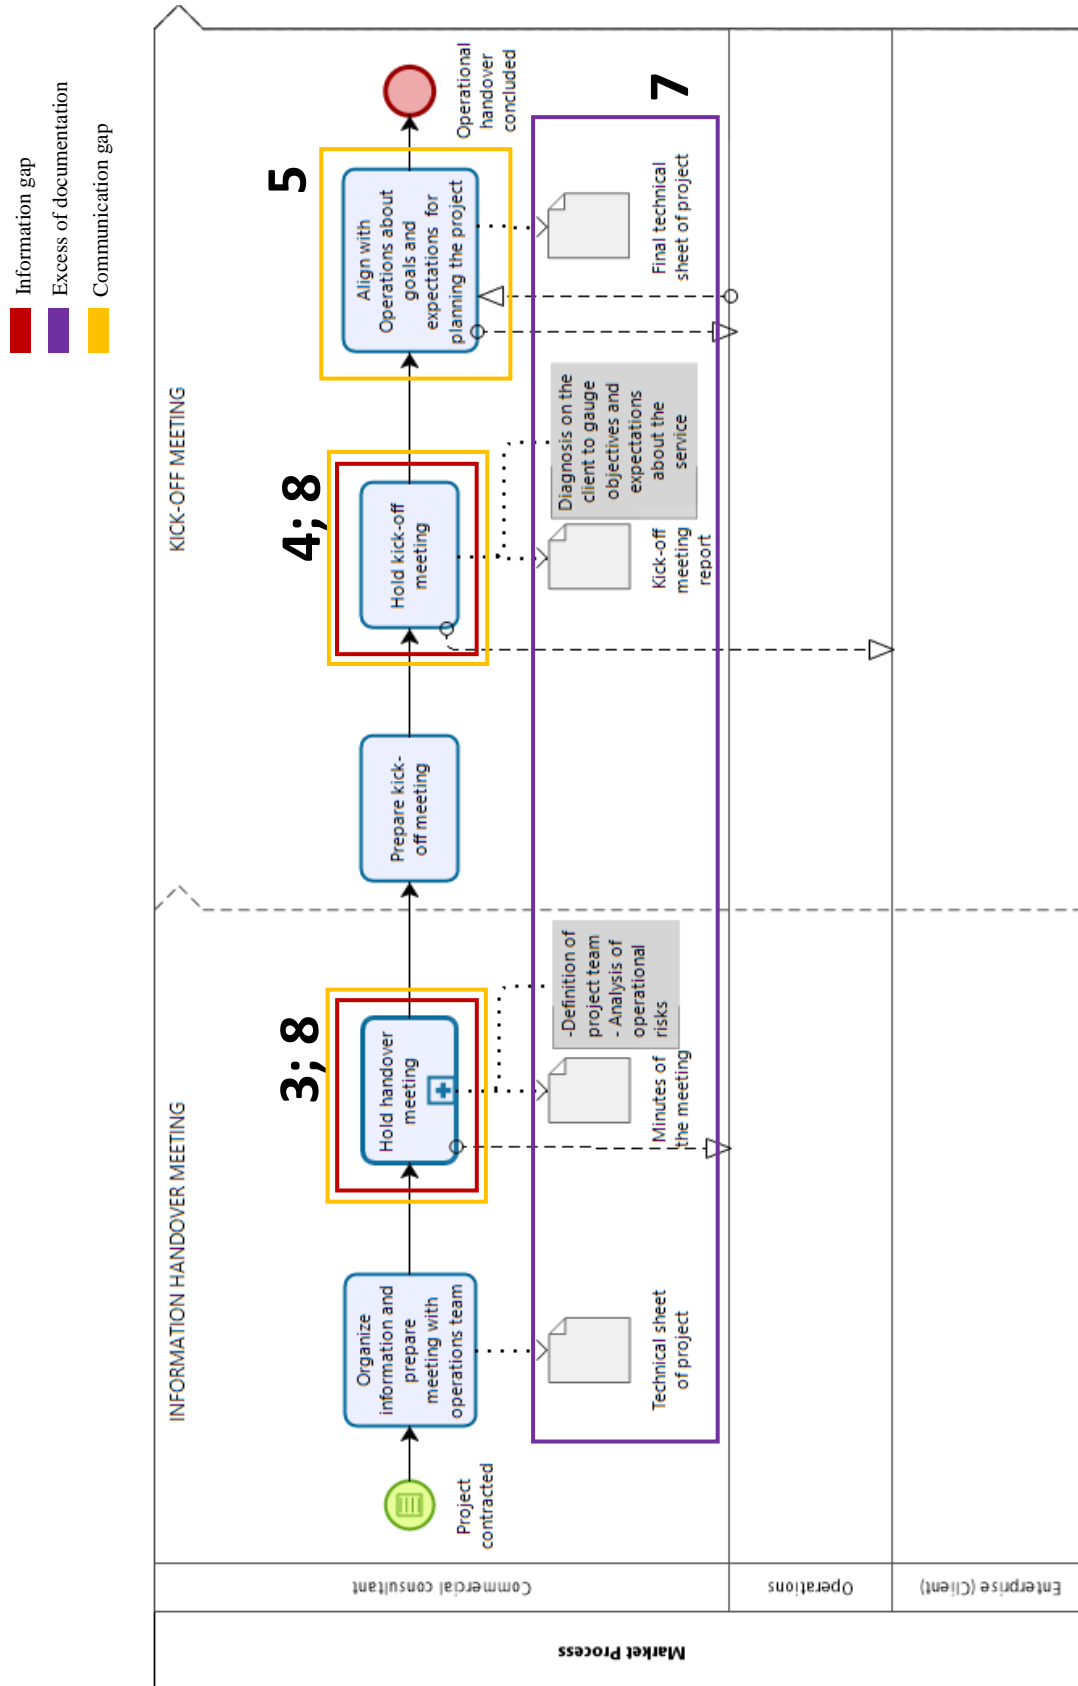 Information gap
Excess of documentation
Communication gap
Market Process
Commercial consultant
Operations
Enterprise (Client)
INFORMATION HANDOVER MEETING
KICK-OFF MEETING
Project
contracted
Organize
information and
prepare
meeting with
operations team
3; 8
Hold handover
meeting
Prepare kick-
off meeting
4; 8
Hold kick-off
meeting
5
Align with
Operations about
goals and
expectations for
planning the project
Operational
handover
concluded
7
Technical sheet
of project
Minutes of
the meeting
-Definition of
project team
- Analysis of
operational
risks
Kick-off
meeting
report
Diagnosis on the
client to gauge
objectives and
expectations
about the
service
Final technical
sheet of project